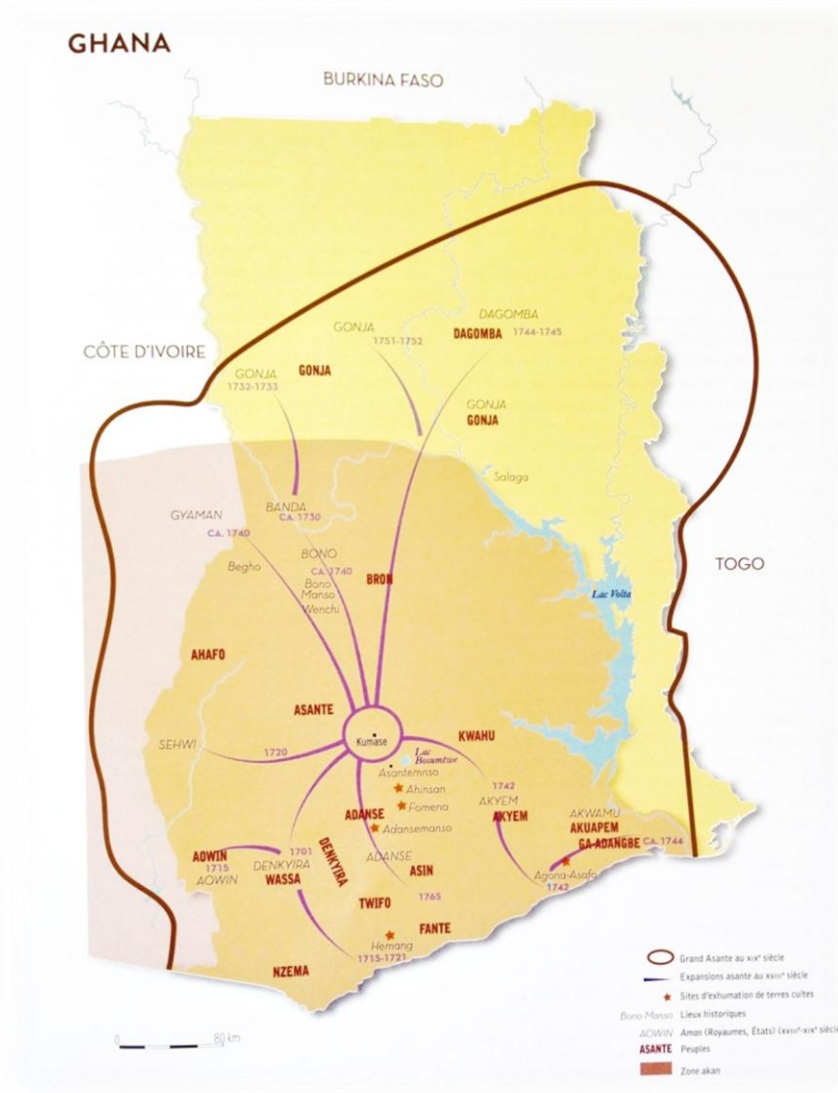 GHANA
BURKINA FASO
DAGOMBA
GONJA
DAGOMBA 1744-1745
1751-1752
CÔTE D'IVOIRE
GONJA
GONJA
1732-1733
GONJA
GONJA
Salaga
BANDA
GYAMAN
CA. 1730
CA. 1740
BONO
TOGO
Begho
CA. 1740
BRON
Bono
Manso
Lac Volta
Wenchi
AHAFO
ASANTE
KWAHU
Kumase
SEHWI
1720
Lac
Bosumtwe
Asantemnso
1742
Ahinsan
AKYEM
Fomena
ADANSE
AKYEM
AKWAMU
AKUAPEM
Adansemanso
GA-ADANGBE CA. 1744
1701
DENKYIRA
AOWIN
ADANSE
1715
DENKYIRA
ASIN
Agona-Asafo
AOWIN
WASSA
1742
1765
TWIFO
FANTE
Hemang
1715-1721
NZEMA
Grand Asante au XIXe siècle
Expansions asante au XVIIIe siècle
Sites d'exhumation de terres cuites
Bono Manso Lieux historiques
AOWIN Aman (Royaumes, États) (XVIIIe-XIXe siècle
ASANTE Peuples
Zone akan
0 80 km